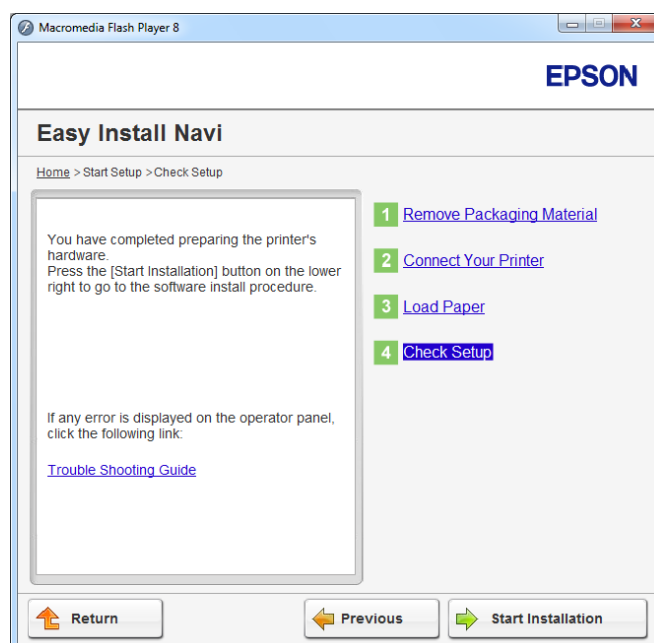 Macromedia Flash Player 8
EPSON
Easy Install Navi
Home > Start Setup >Check Setup
You have completed preparing the printer's
hardware.
Press the [Start Installation] button on the lower
right to go to the software install procedure.
If any error is displayed on the operator panel,
click the following link:
Trouble Shooting Guide
1 Remove Packaging Material
2 Connect Your Printer
3 Load Paper
4 Check Setup
Return
Previous
Start Installation